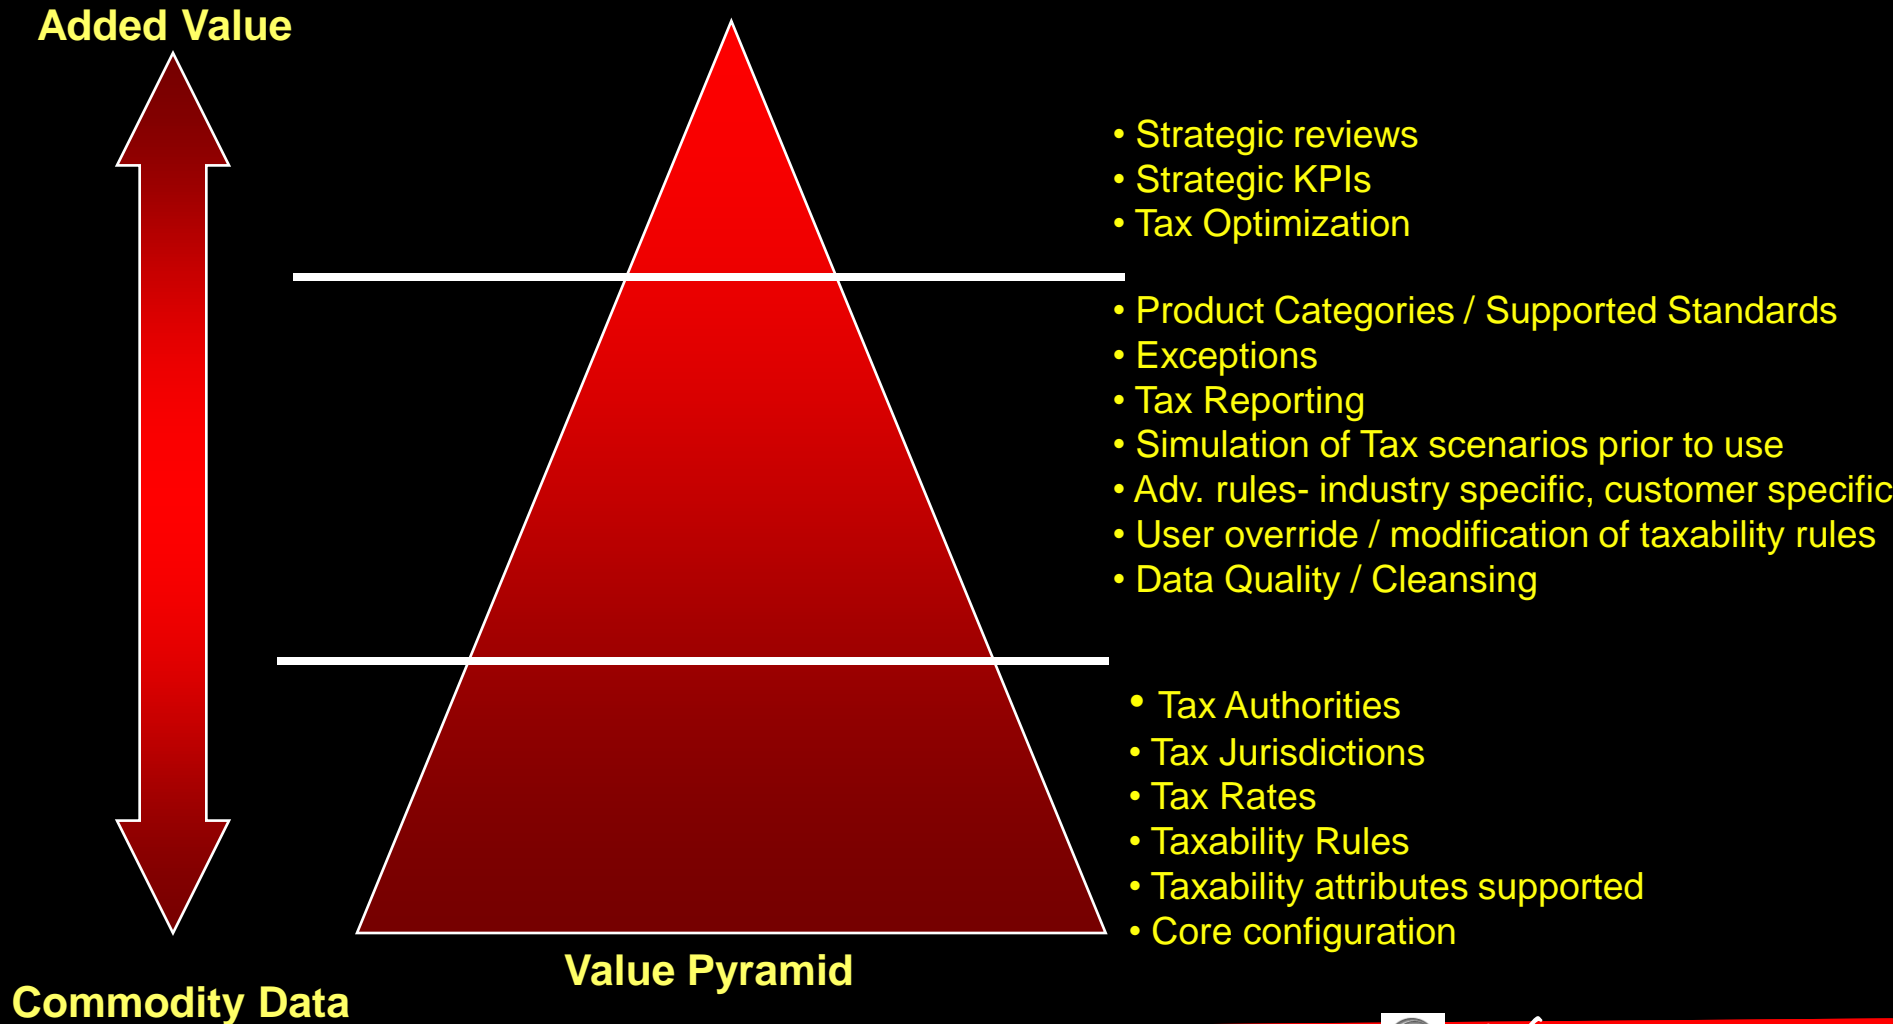 Added Value
• Strategic reviews
• Strategic KPIs
• Tax Optimization
• Product Categories / Supported Standards
• Exceptions
• Tax Reporting
• Simulation of Tax scenarios prior to use
• Adv. rules- industry specific, customer specific
• User override / modification of taxability rules
• Data Quality / Cleansing
• Tax Authorities
• Tax Jurisdictions
• Tax Rates
• Taxability Rules
• Taxability attributes supported
• Core configuration
Value Pyramid
Commodity Data